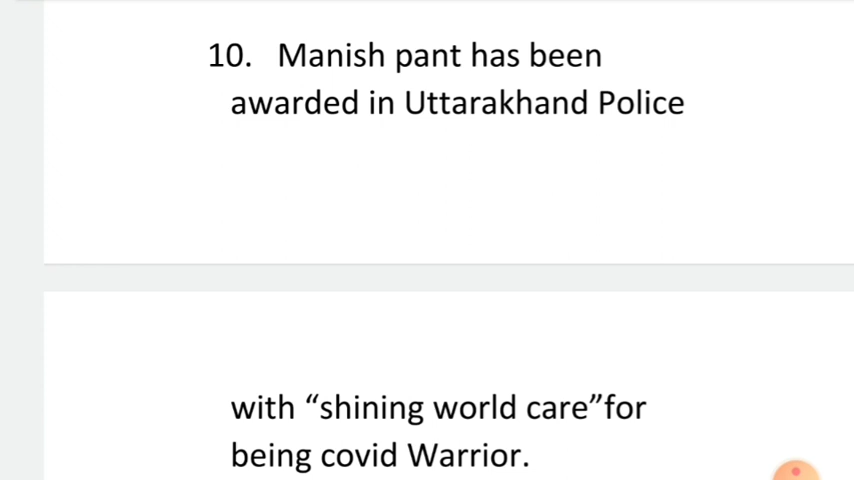 10. Manish pant has been
awarded in Uttarakhand Police
with “shining world care”for
being covid Warrior.